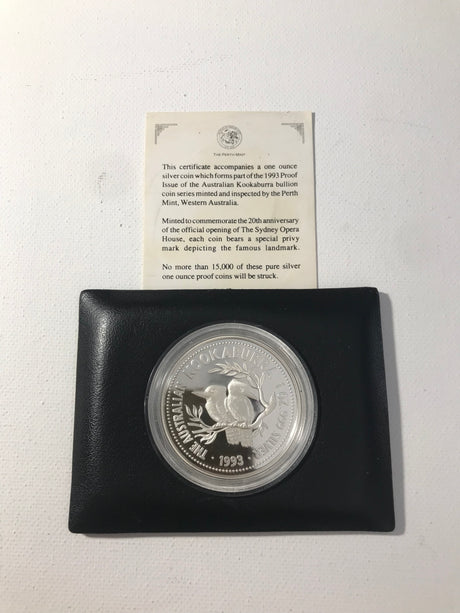 THE PERTH MINT
This certificate accompanies a one ounce
silver coin which forms part of the 1993 Proof
Issue of the Australian Kookaburra bullion
coin series minted and inspected by the Perth
Mint, Western Australia.
Minted to commemorate the 20th anniversary
of the official opening of The Sydney Opera
House, each coin bears a special privy
mark depicting the famous landmark.
No more than 15,000 of these pure silver
one ounce proof coins will be struck.
THE AUSTRALIAN KOOKABURRA 1 OZ. 999 SILVER
· 1993 ·